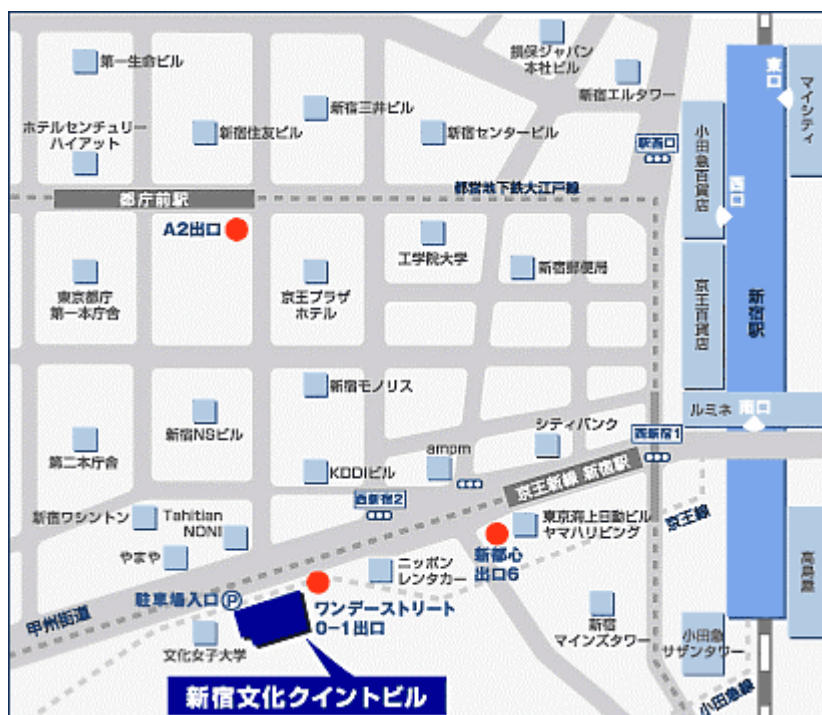 第一生命ビル
損保ジャパン
本社ビル
新宿エルタワー
東口
マイシティ
ホテルセンチュリー
ハイアット
新宿住友ビル
新宿三井ビル
新宿センタービル
駅西口
小田急百貨店
西口
都庁前駅
都営地下鉄大江戸線
A2出口
工学院大学
新宿郵便局
東京都庁
第一本庁舎
京王プラザ
ホテル
京王百貨店
新宿駅
新宿モノリス
ルミネ
南口
第二本庁舎
新宿NSビル
シティバンク
西新宿1
ampm
KDDIビル
京王新線 新宿駅
西新宿2
新宿ワシントン
Tahitian
NONI
東京海上日動ビル
ヤマハリビング
京王線
やまや
ニッポン
レンタカー
新都心
出口6
高島屋
甲州街道
駐車場入口 P
ワンデーストリート
O-1出口
文化女子大学
新宿
マインズタワー
小田急
サザンタワー
小田急線
新宿文化クイントビル